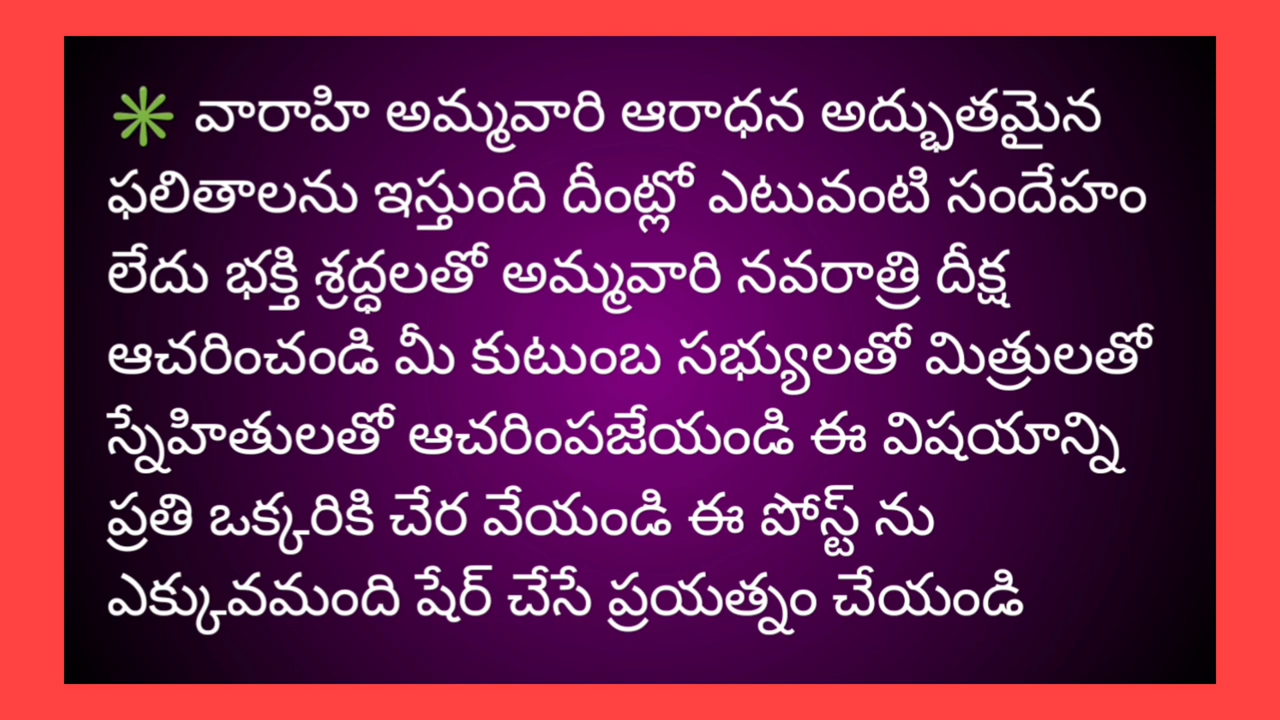 ✳️ వారాహి అమ్మవారి ఆరాధన అద్భుతమైన
ఫలితాలను ఇస్తుంది దీంట్లో ఎటువంటి సందేహం
లేదు భక్తి శ్రద్ధలతో అమ్మవారి నవరాత్రి దీక్ష
ఆచరించండి మీ కుటుంబ సభ్యులతో మిత్రులతో
స్నేహితులతో ఆచరింపజేయండి ఈ విషయాన్ని
ప్రతి ఒక్కరికి చేర వేయండి ఈ పోస్ట్ ను
ఎక్కువమంది షేర్ చేసే ప్రయత్నం చేయండి